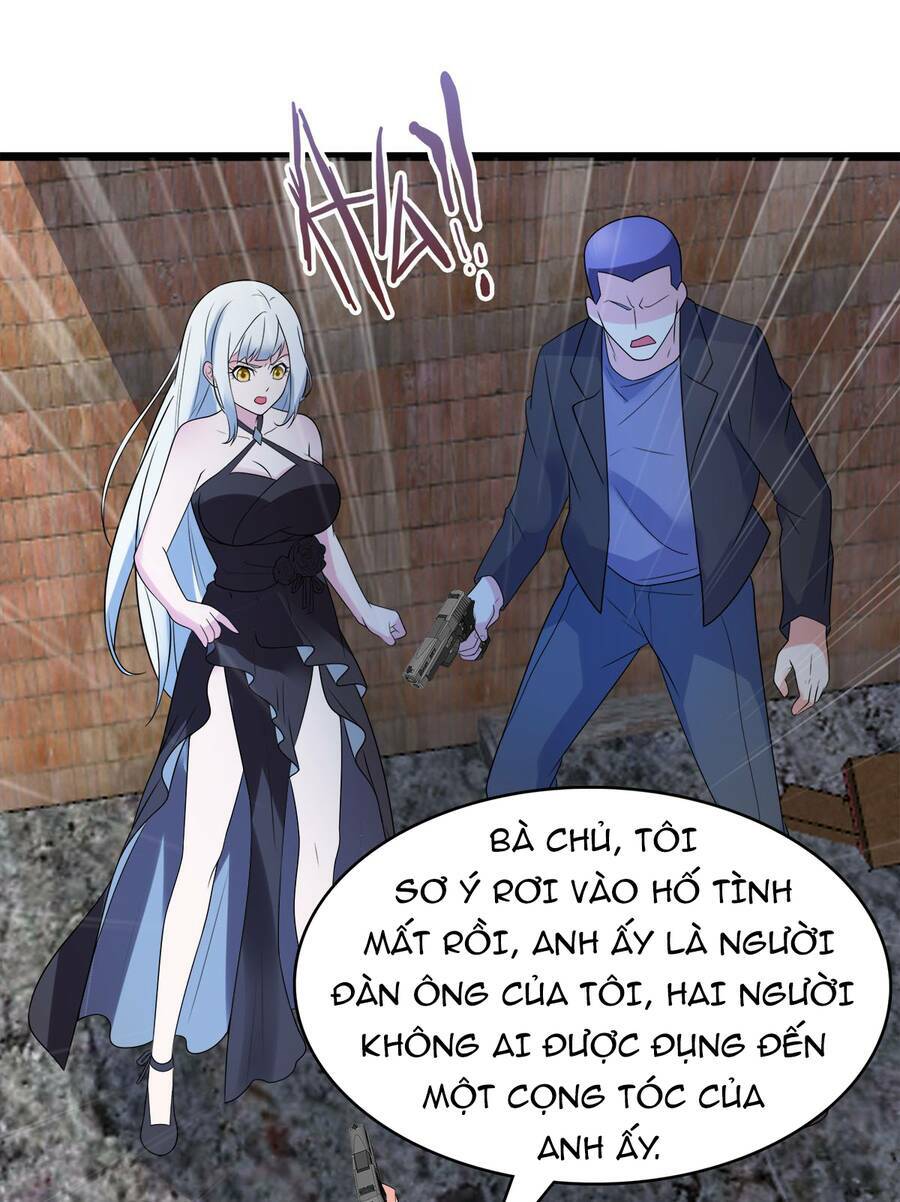 HA!!
BÀ CHỦ, TÔI
SƠ Ý RƠI VÀO HỐ TÌNH
MẤT RỒI, ANH ẤY LÀ NGƯỜI
ĐÀN ÔNG CỦA TÔI, HAI NGƯỜI
KHÔNG AI ĐƯỢC ĐỤNG ĐẾN
MỘT CỌNG TÓC CỦA
ANH ẤY.